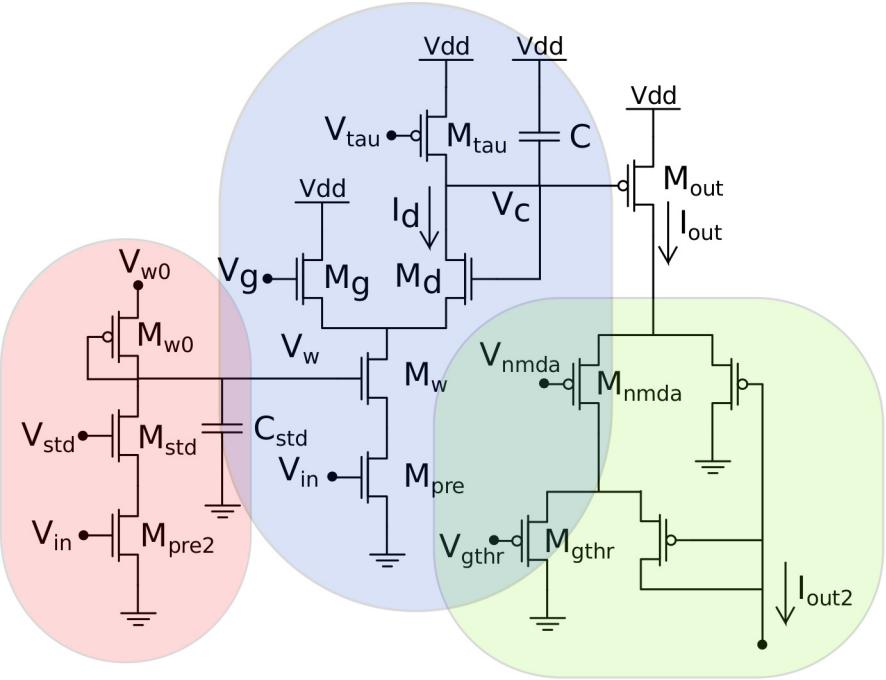 Vdd
Vdd
Vdd
Vtau
Mtau
C
Mout
Vdd
Id
VC
Iout
Vw0
Vg
Mg
Md
Mw0
Vw
Vnmda
Mw
Mnmda
Vstd
Mstd
Cstd
Vin
Mpre
Vin
Mpre2
Vgthr
Mgthr
Iout2